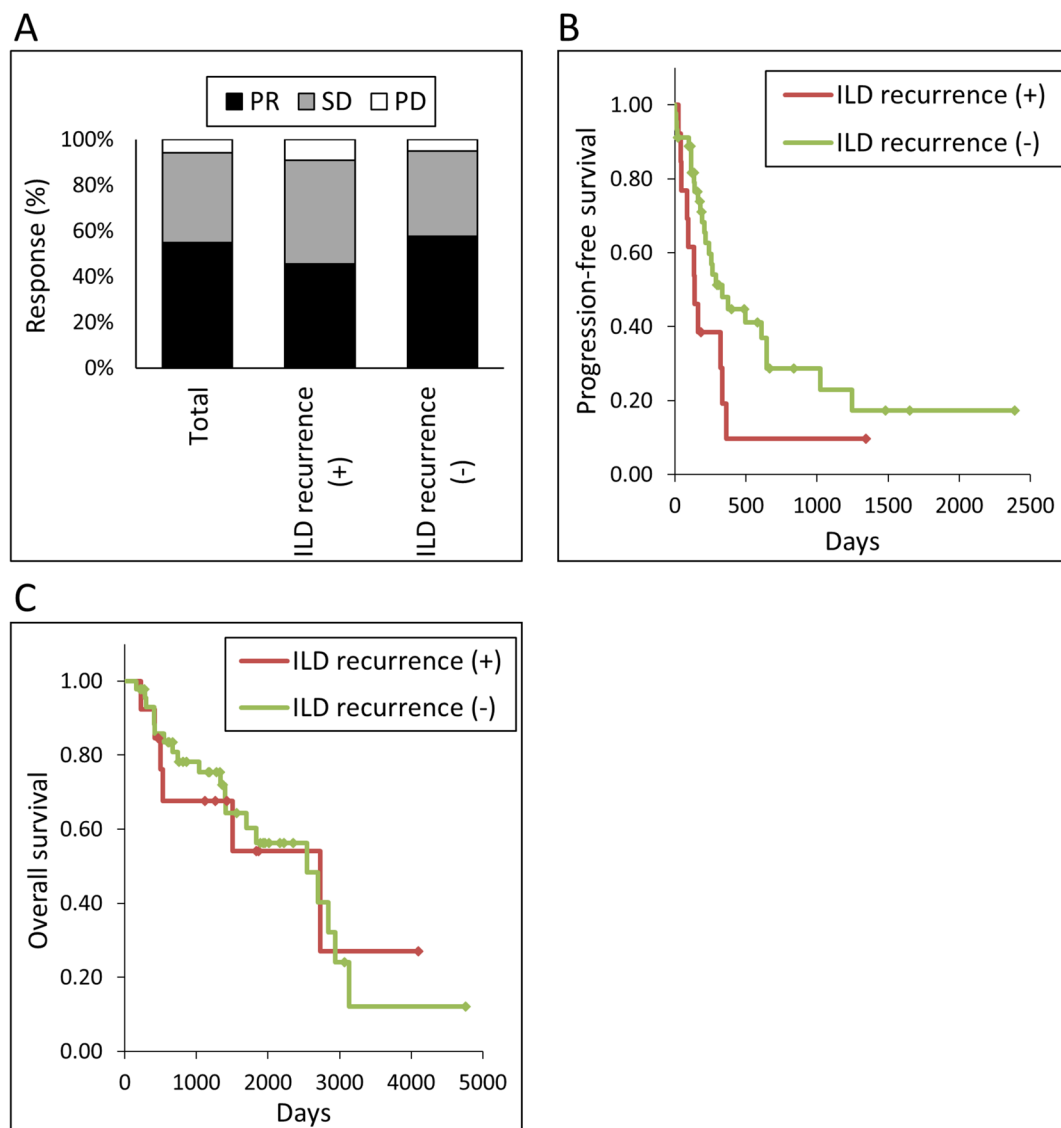 A
PR SD PD
100%
80%
60%
40%
20%
0%
Response (%)
Total
ILD recurrence
(+)
ILD recurrence
(-)
B
ILD recurrence (+)
ILD recurrence (-)
1.00
0.80
0.60
0.40
0.20
0.00
Progression-free survival
0 500 1000 1500 2000 2500
Days
C
ILD recurrence (+)
ILD recurrence (-)
1.00
0.80
0.60
0.40
0.20
0.00
Overall survival
0 1000 2000 3000 4000 5000
Days